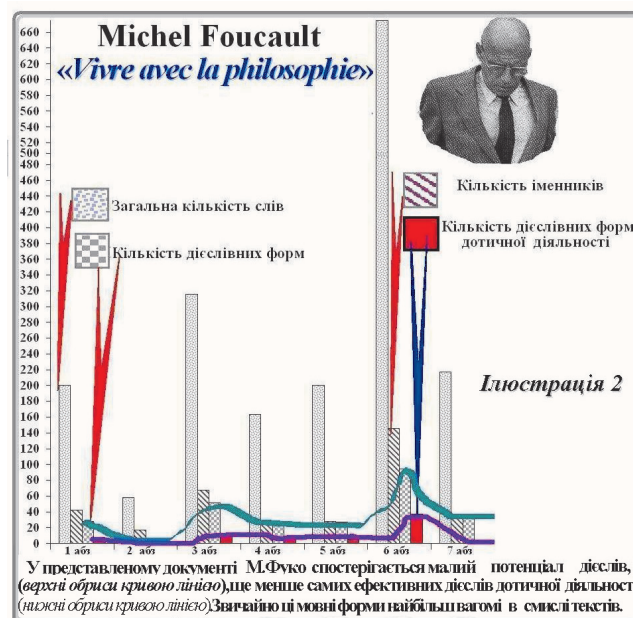 Michel Foucault
«Vivre avec la philosophie»
660
640
620
600
580
560
540
520
500
480
460
440
420
400
380
360
340
320
300
280
260
240
220
200
180
160
140
120
100
80
60
40
20
0
Загальна кількість слів
Кількість дієслівних форм
Кількість іменників
Кількість дієслівних форм
дотичної діяльності
Ілюстрація 2
1 абз 2 абз 3 абз 4 абз 5 абз 6 абз 7 абз
У представленому документі М.Фуко спостерігається малий потенціал дієслів,
(верхні обриси кривою лінією),ще менше самих ефективних дієслів дотичної діяльност
(нижні обриси кривою лінією).Звичайно ці мовні форми найбільш вагомі в смислі текстів.